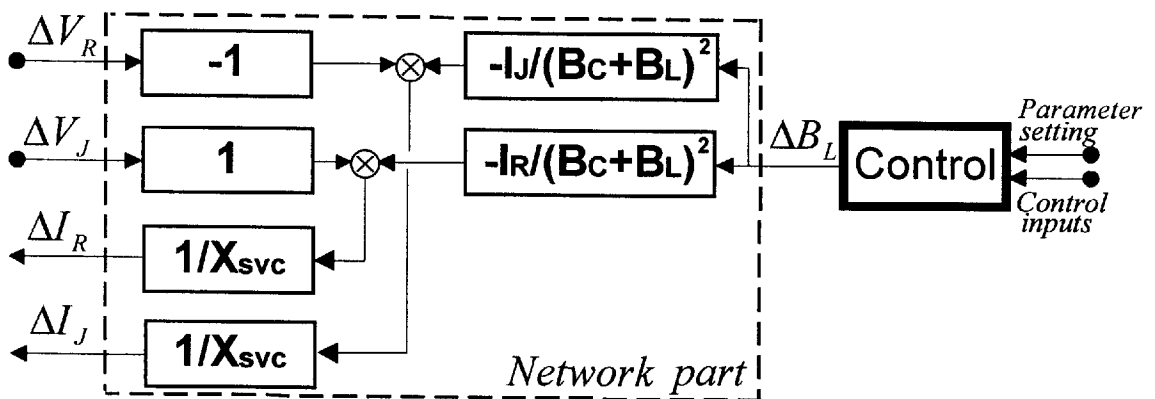 ΔV_R
-1
-I_J/(B_C+B_L)^2
ΔV_J
1
-I_R/(B_C+B_L)^2
ΔB_L
Control
Parameter
setting
Control
inputs
ΔI_R
1/X_SVC
ΔI_J
1/X_SVC
Network part